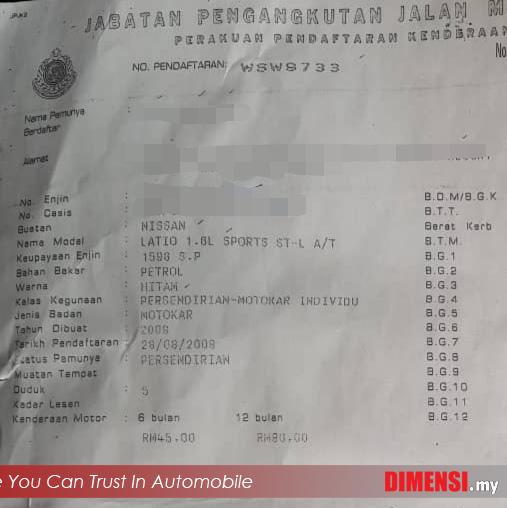 JPJK3
JABATAN PENGANGKUTAN JALAN M
PERAKUAN PENDAFTARAN KENDERAAN
No
NO. PENDAFTARAN: WSW8733
Nama Pemunya
Berdaftar :
Alamat :
No. Enjin : B.D.M/B.G.K
No. Casis : B.T.T.
Buatan : NISSAN Berat Kerb
Nama Model : LATIO 1.6L SPORTS ST-L A/T B.T.M.
Keupayaan Enjin : 1598 S.P B.G.1
Bahan Bakar : PETROL B.G.2
Warna : HITAM B.G.3
Kelas Kegunaan : PERSENDIRIAN-MOTOKAR INDIVIDU B.G.4
Jenis Badan : MOTOKAR B.G.5
Tahun Dibuat : 2008 B.G.6
Tarikh Pendaftaran : 28/08/2008 B.G.7
Status Pemunya : PERSENDIRIAN B.G.8
Muatan Tempat B.G.9
Duduk : 5 B.G.10
Kadar Lesen B.G.11
Kenderaan Motor : 6 bulan 12 bulan B.G.12
RM45.00 RM80.00
e You Can Trust In Automobile
DIMENSI.my